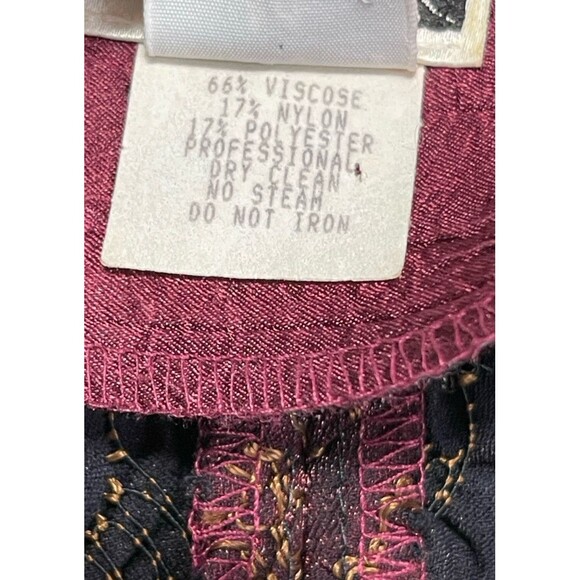 66% VISCOSE
17% NYLON
17% POLYESTER
PROFESSIONAL
DRY CLEAN
NO STEAM
DO NOT IRON